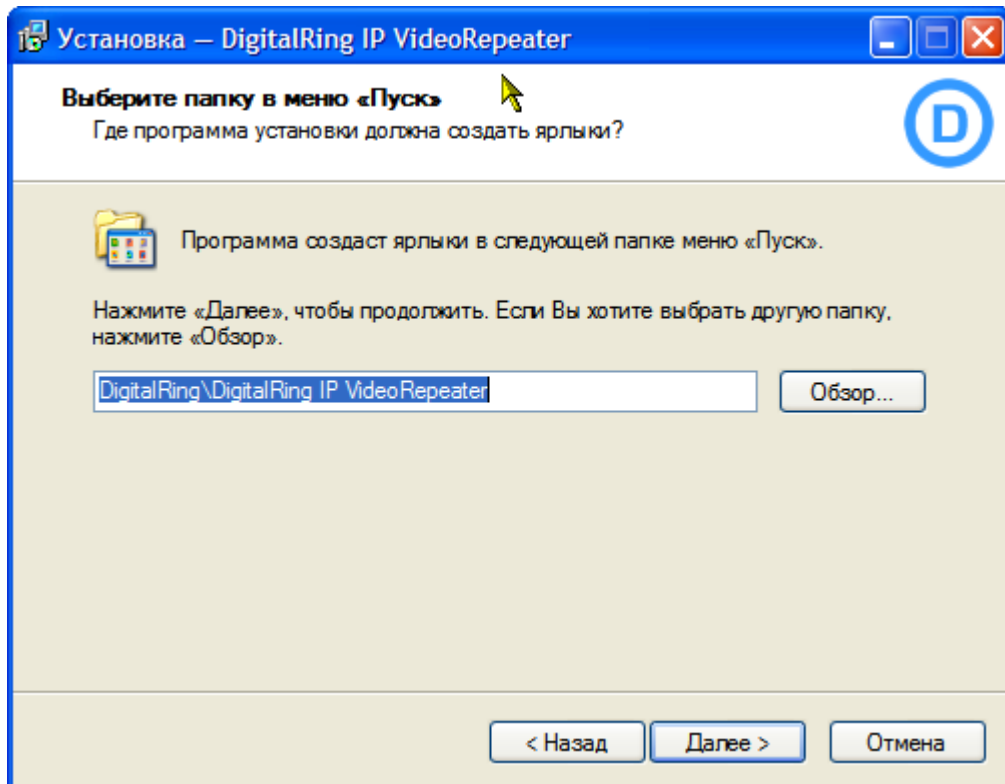 Установка — DigitalRing IP VideoRepeater
Выберите папку в меню «Пуск»
Где программа установки должна создать ярлыки?
D
Программа создаст ярлыки в следующей папке меню «Пуск».
Нажмите «Далее», чтобы продолжить. Если Вы хотите выбрать другую папку,
нажмите «Обзор».
DigitalRing\DigitalRing IP VideoRepeater
Обзор...
< Назад
Далее >
Отмена